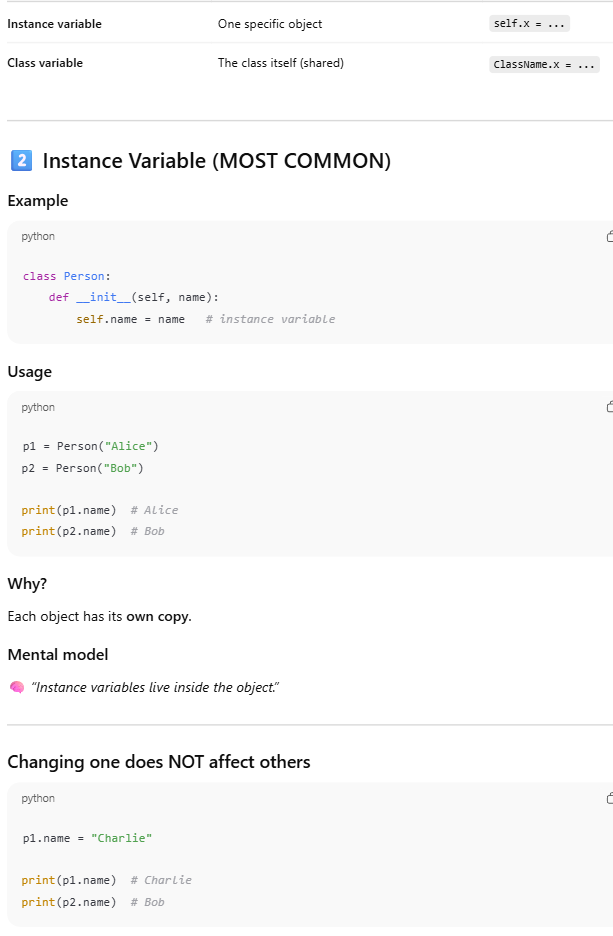 Instance variable One specific object self.x = ...
Class variable The class itself (shared) ClassName.x = ...
2 Instance Variable (MOST COMMON)
Example
python
class Person:
    def __init__(self, name):
        self.name = name   # instance variable
Usage
python
p1 = Person("Alice")
p2 = Person("Bob")
print(p1.name)  # Alice
print(p2.name)  # Bob
Why?
Each object has its own copy.
Mental model
🧠 “Instance variables live inside the object.”
Changing one does NOT affect others
python
p1.name = "Charlie"
print(p1.name)  # Charlie
print(p2.name)  # Bob